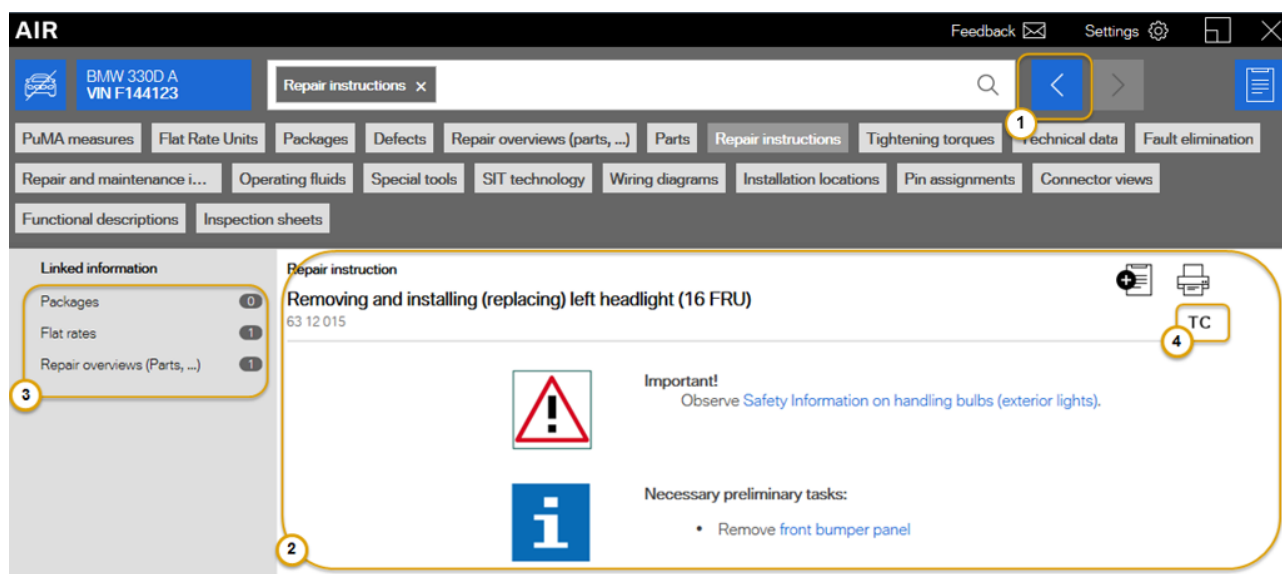 AIR
Feedback
Settings
BMW 330D A
VIN F144123
Repair instructions x
1
PuMA measures
Flat Rate Units
Packages
Defects
Repair overviews (parts, ...)
Parts
Repair instructions
Tightening torques
Technical data
Fault elimination
Repair and maintenance i...
Operating fluids
Special tools
SIT technology
Wiring diagrams
Installation locations
Pin assignments
Connector views
Functional descriptions
Inspection sheets
Linked information
Packages 0
Flat rates 1
Repair overviews (Parts, ...) 1
3
Repair instruction
Removing and installing (replacing) left headlight (16 FRU)
63 12 015
TC
4
Important!
Observe Safety Information on handling bulbs (exterior lights).
Necessary preliminary tasks:
• Remove front bumper panel
2